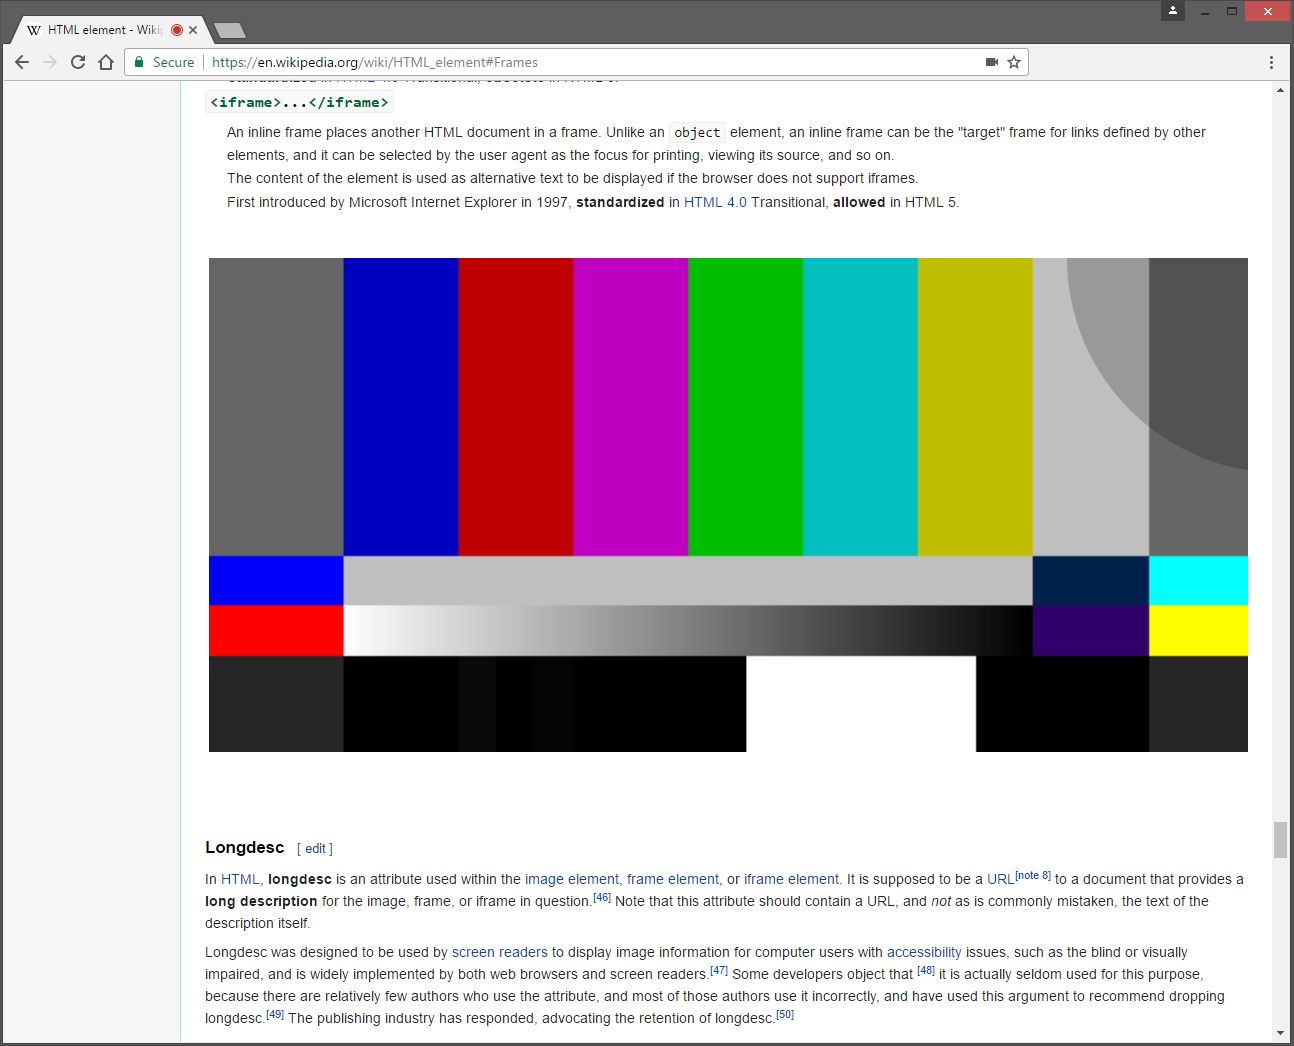 HTML element - Wiki
Secure https://en.wikipedia.org/wiki/HTML_element#Frames
<iframe>...</iframe>
An inline frame places another HTML document in a frame. Unlike an object element, an inline frame can be the "target" frame for links defined by other
elements, and it can be selected by the user agent as the focus for printing, viewing its source, and so on.
The content of the element is used as alternative text to be displayed if the browser does not support iframes.
First introduced by Microsoft Internet Explorer in 1997, standardized in HTML 4.0 Transitional, allowed in HTML 5.
Longdesc [ edit ]
In HTML, longdesc is an attribute used within the image element, frame element, or iframe element. It is supposed to be a URL[note 8] to a document that provides a
long description for the image, frame, or iframe in question.[46] Note that this attribute should contain a URL, and not as is commonly mistaken, the text of the
description itself.
Longdesc was designed to be used by screen readers to display image information for computer users with accessibility issues, such as the blind or visually
impaired, and is widely implemented by both web browsers and screen readers.[47] Some developers object that [48] it is actually seldom used for this purpose,
because there are relatively few authors who use the attribute, and most of those authors use it incorrectly, and have used this argument to recommend dropping
longdesc.[49] The publishing industry has responded, advocating the retention of longdesc.[50]